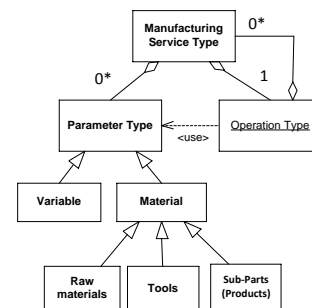 Manufacturing
Service Type
0*
0*
1
Parameter Type
Operation Type
<use>
Variable
Material
Raw
materials
Tools
Sub-Parts
(Products)